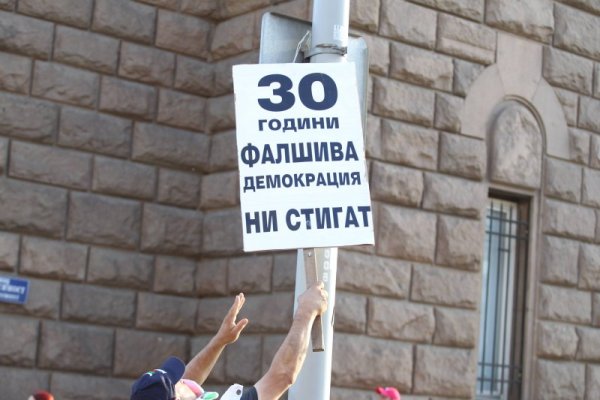 30
ГОДИНИ
ФАЛШИВА
ДЕМОКРАЦИЯ
НИ СТИГАТ